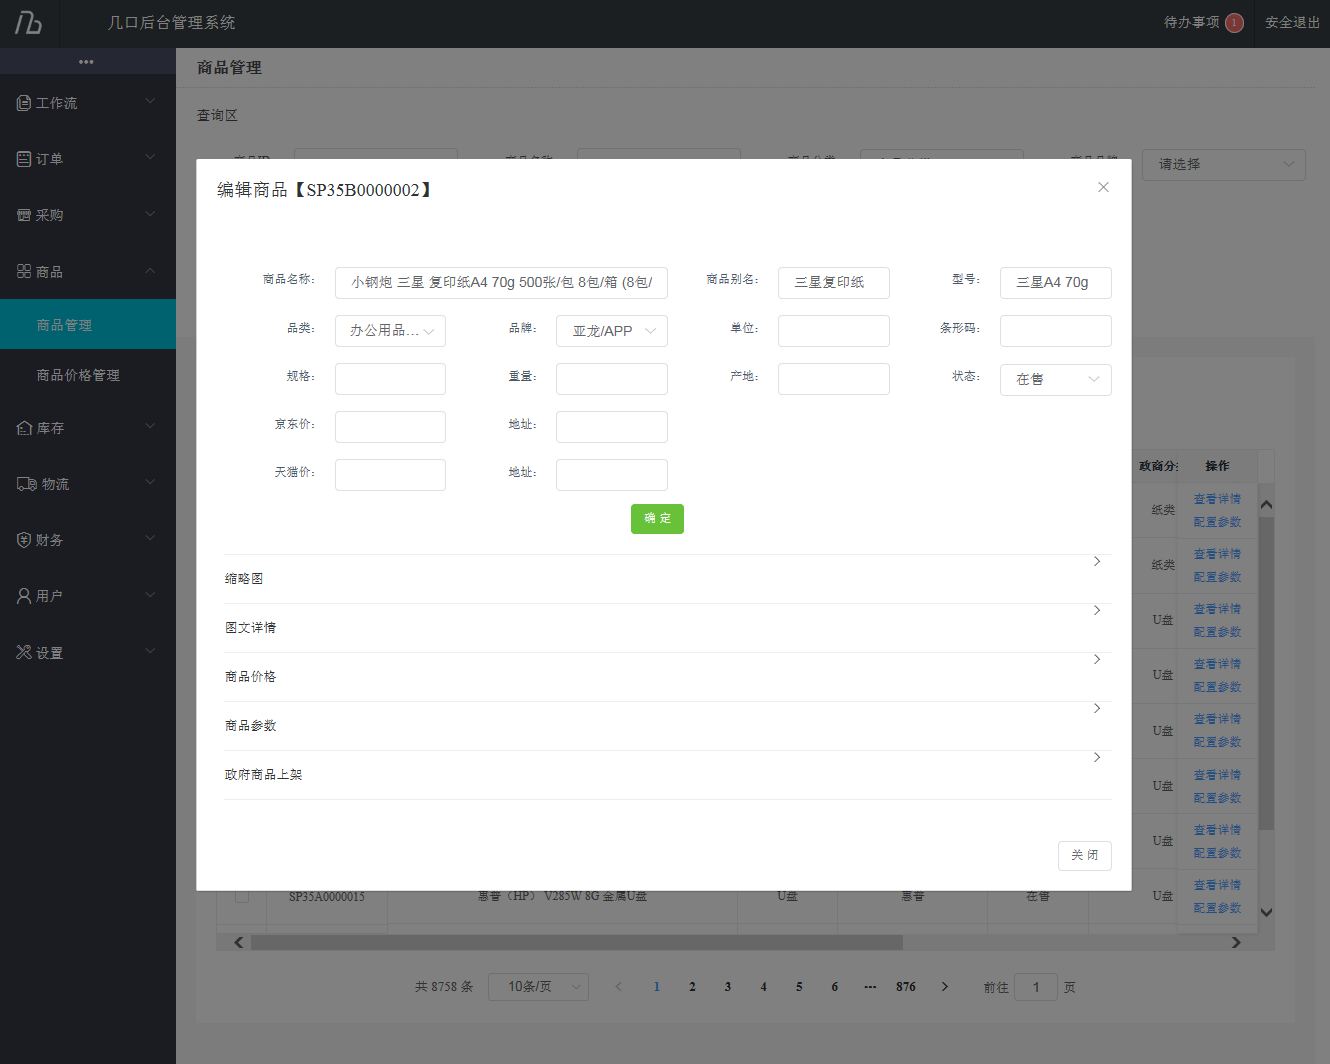 几口后台管理系统
待办事项 1 安全退出
•••
工作流
订单
采购
商品
商品管理
商品价格管理
库存
物流
财务
用户
设置
商品管理
查询区
请选择
编辑商品【SP35B0000002】
商品名称： 小钢炮 三星 复印纸A4 70g 500张/包 8包/箱 (8包/ 商品别名： 三星复印纸 型号： 三星A4 70g
品类： 办公用品... 品牌： 亚龙/APP 单位： 条形码：
规格： 重量： 产地： 状态： 在售
京东价： 地址：
天猫价： 地址：
确 定
缩略图
图文详情
商品价格
商品参数
政府商品上架
关 闭
政商分 操作
纸类 查看详情
配置参数
纸类 查看详情
配置参数
U盘 查看详情
配置参数
U盘 查看详情
配置参数
U盘 查看详情
配置参数
U盘 查看详情
配置参数
U盘 查看详情
配置参数
SP35A0000015 惠普（HP） V285W 8G 金属U盘 U盘 惠普 在售 U盘 查看详情
配置参数
共 8758 条 10条/页 1 2 3 4 5 6 ••• 876 前往 1 页